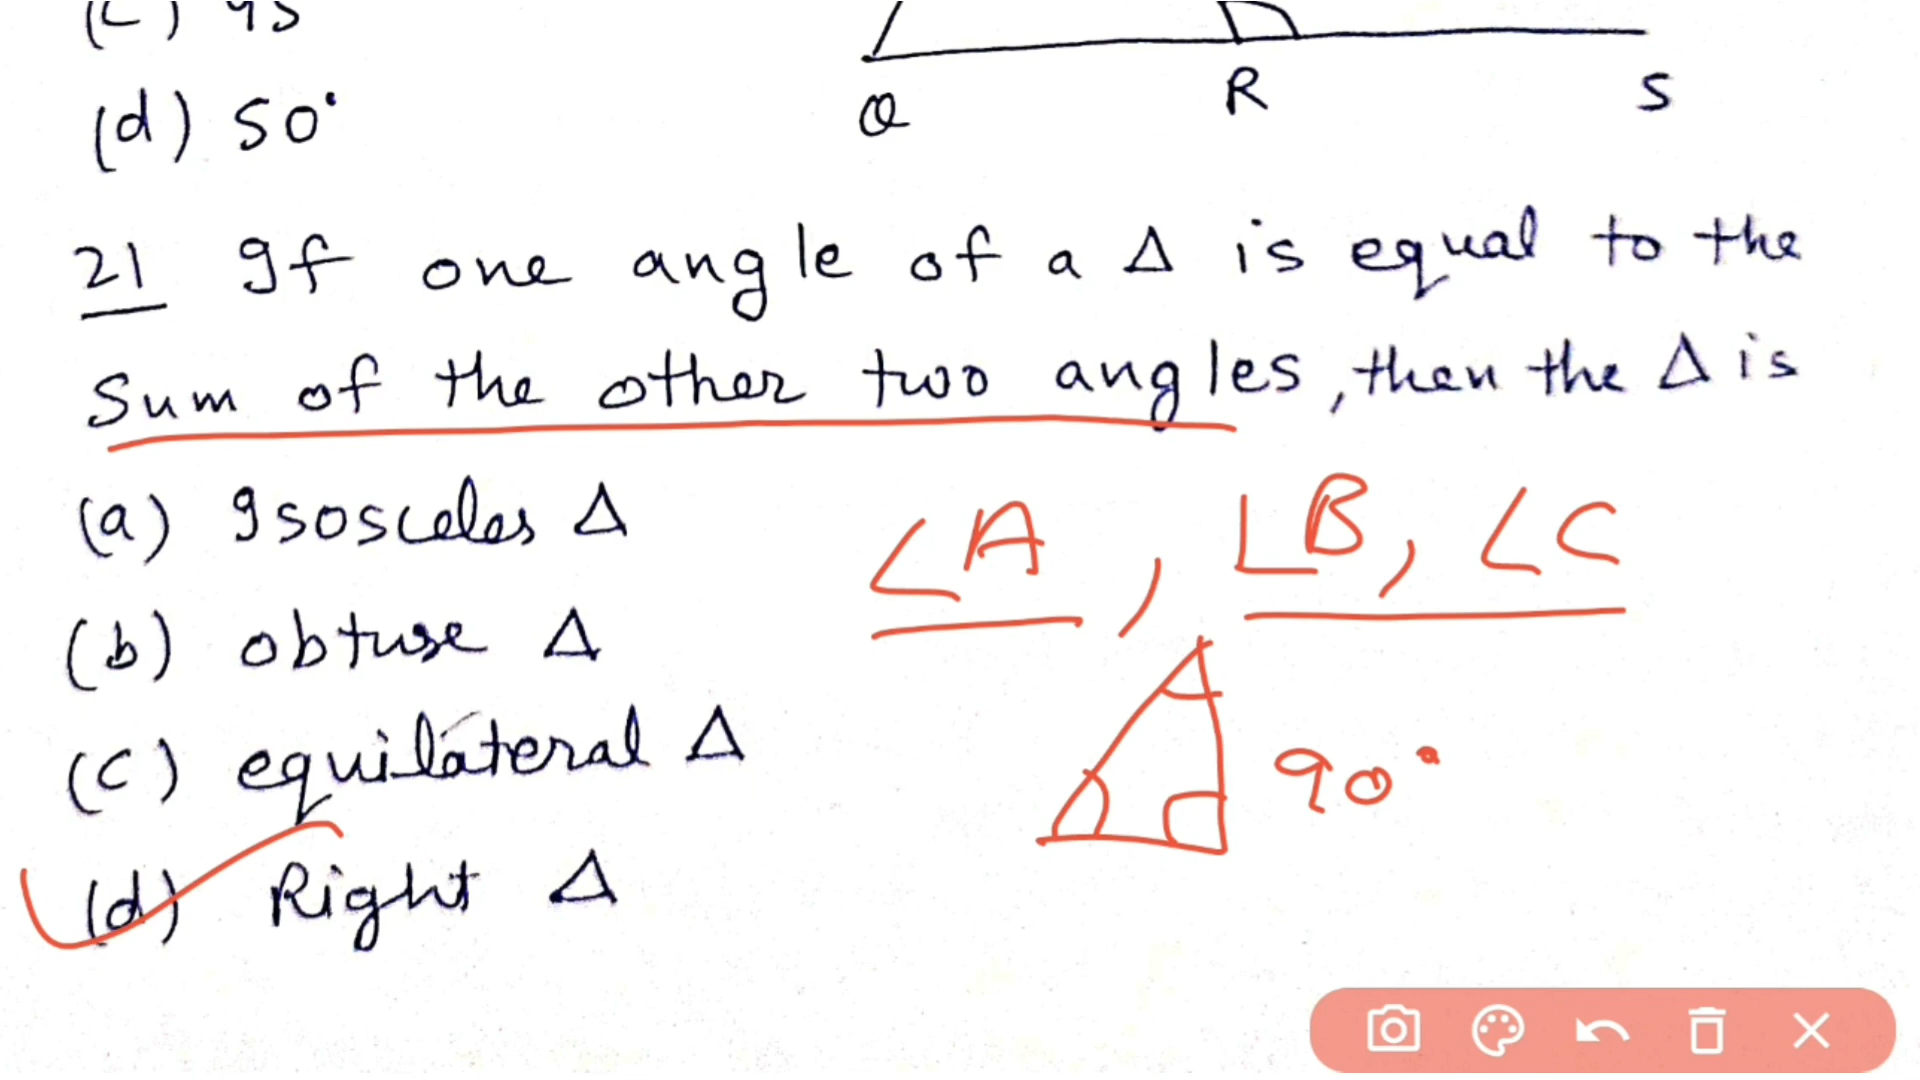 (d) 50°
Q R S
21 If one angle of a Δ is equal to the
Sum of the other two angles, then the Δ is
(a) Isosceles Δ
∠A, ∠B, ∠C
(b) obtuse Δ
(c) equilateral Δ
90°
(d) Right Δ